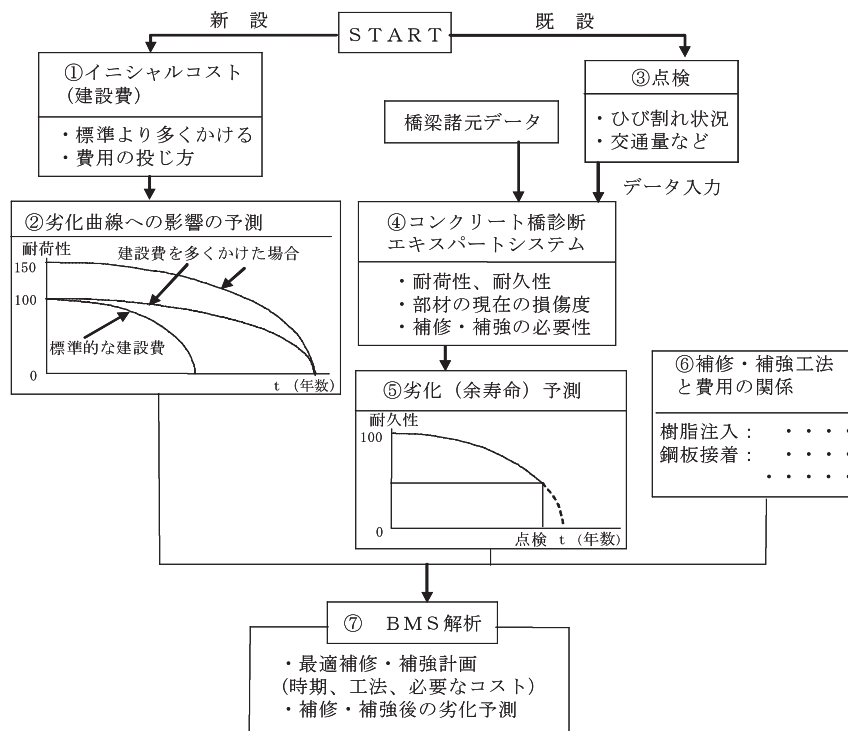 新 設
START
既 設
①イニシャルコスト
(建設費)
・標準より多くかける
・費用の投じ方
③点検
・ひび割れ状況
・交通量など
橋梁諸元データ
データ入力
②劣化曲線への影響の予測
耐荷性
建設費を多くかけた場合
150
100
標準的な建設費
0
t (年数)
④コンクリート橋診断
エキスパートシステム
・耐荷性、耐久性
・部材の現在の損傷度
・補修・補強の必要性
⑤劣化(余寿命)予測
耐久性
100
0
点検 t (年数)
⑥補修・補強工法
と費用の関係
樹脂注入: ・・・・
鋼板接着: ・・・・
・・・・・
⑦ BMS解析
・最適補修・補強計画
(時期、工法、必要なコスト)
・補修・補強後の劣化予測